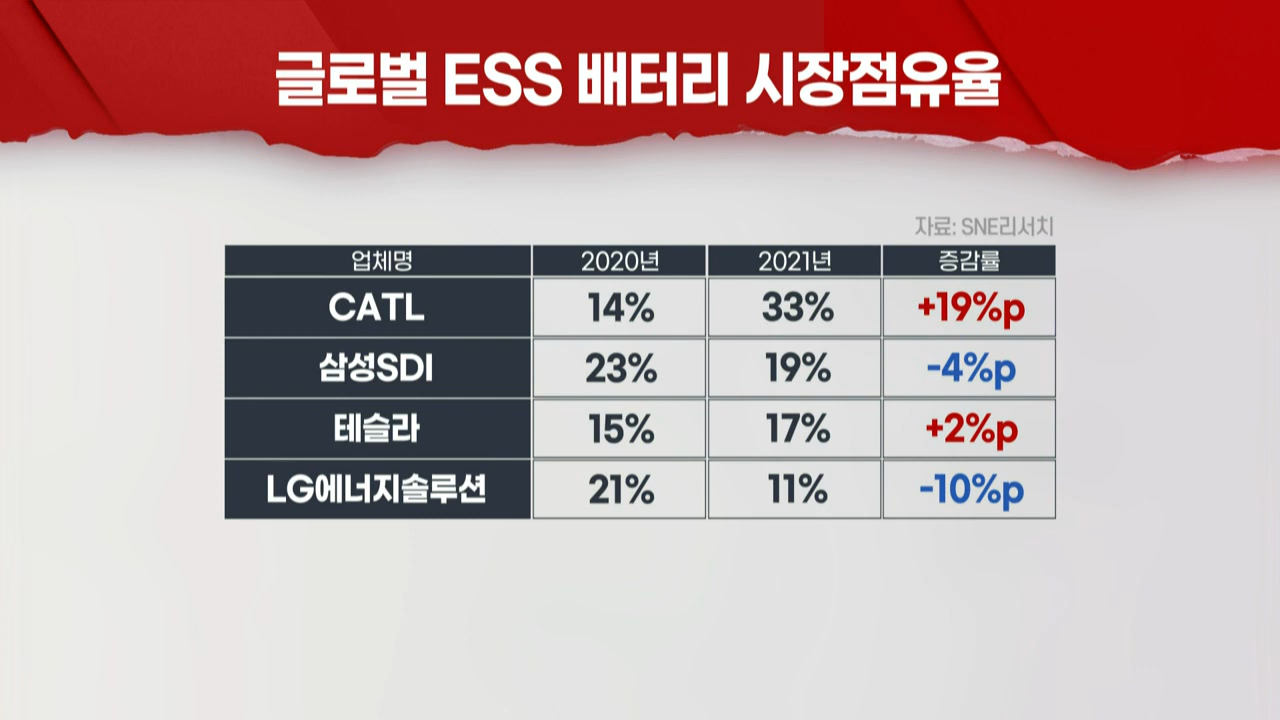 글로벌 ESS 배터리 시장점유율
자료: SNE리서치
업체명 2020년 2021년 증감률
CATL 14% 33% +19%p
삼성SDI 23% 19% -4%p
테슬라 15% 17% +2%p
LG에너지솔루션 21% 11% -10%p